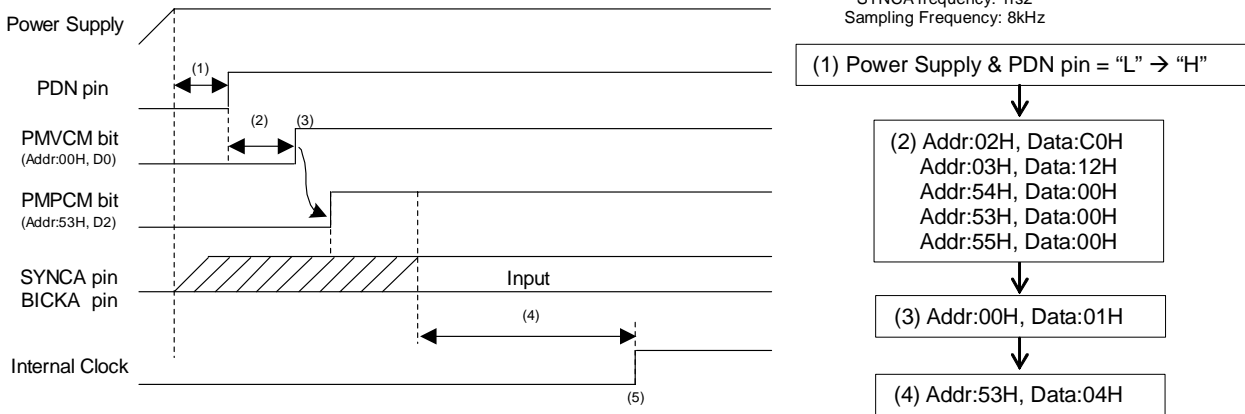 SYNCA frequency: 1fs2
Sampling Frequency: 8kHz
Power Supply
(1)
PDN pin
(2)
(3)
PMVCM bit
(Addr:00H, D0)
PMPCM bit
(Addr:53H, D2)
SYNCA pin
BICKA pin
Input
(4)
Internal Clock
(5)
(1) Power Supply & PDN pin = “L” → “H”
(2) Addr:02H, Data:C0H
Addr:03H, Data:12H
Addr:54H, Data:00H
Addr:53H, Data:00H
Addr:55H, Data:00H
(3) Addr:00H, Data:01H
(4) Addr:53H, Data:04H